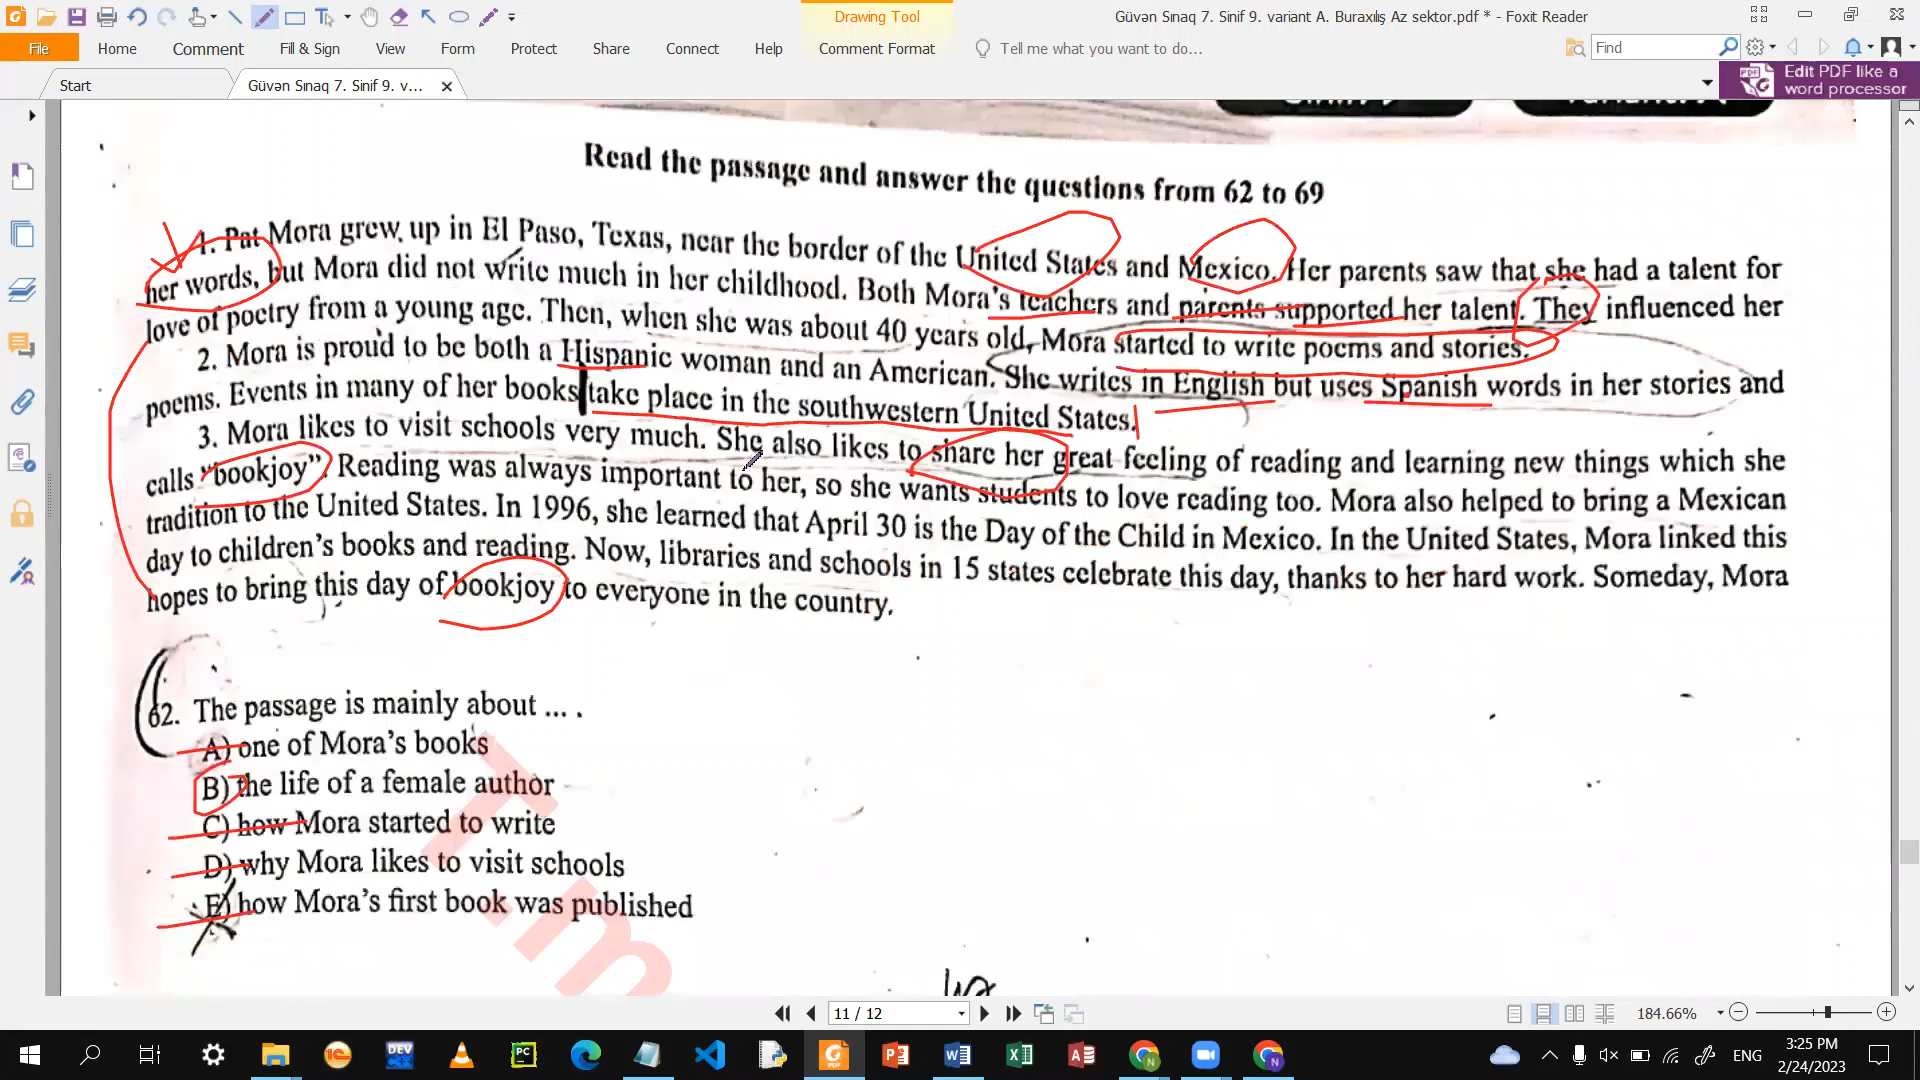 Drawing Tool
Güvən Sınaq 7. Sinif 9. variant A. Buraxılış Az sektor.pdf * - Foxit Reader
File
Home
Comment
Fill & Sign
View
Form
Protect
Share
Connect
Help
Comment Format
Tell me what you want to do...
Find
Start
Güvən Sınaq 7. Sinif 9. v...
Edit PDF like a
word processor
Read the passage and answer the questions from 62 to 69
1. Pat Mora grew up in El Paso, Texas, near the border of the United States and Mexico. Her parents saw that she had a talent for
her words, but Mora did not write much in her childhood. Both Mora's teachers and parents supported her talent. They influenced her
love of poetry from a young age. Then, when she was about 40 years old, Mora started to write poems and stories.
2. Mora is proud to be both a Hispanic woman and an American. She writes in English but uses Spanish words in her stories and
poems. Events in many of her books take place in the southwestern United States.
3. Mora likes to visit schools very much. She also likes to share her great feeling of reading and learning new things which she
calls "bookjoy". Reading was always important to her, so she wants students to love reading too. Mora also helped to bring a Mexican
tradition to the United States. In 1996, she learned that April 30 is the Day of the Child in Mexico. In the United States, Mora linked this
day to children's books and reading. Now, libraries and schools in 15 states celebrate this day, thanks to her hard work. Someday, Mora
hopes to bring this day of bookjoy to everyone in the country.
62. The passage is mainly about ... .
A) one of Mora's books
B) the life of a female author
C) how Mora started to write
D) why Mora likes to visit schools
E) how Mora's first book was published
T.m
11 / 12
184.66%
DEV
PC
ENG
3:25 PM
2/24/2023